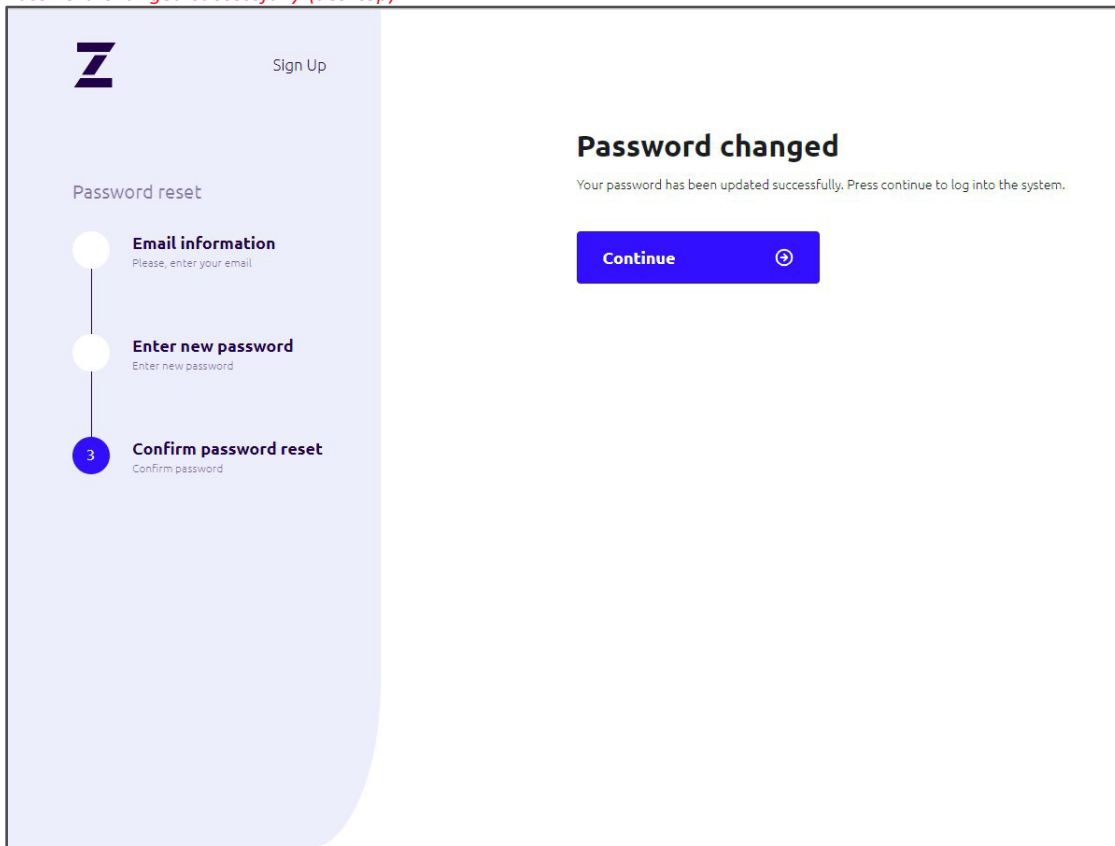 Sign Up
Password reset
Email information
Please, enter your email
Enter new password
Enter new password
3
Confirm password reset
Confirm password
Password changed
Your password has been updated successfully. Press continue to log into the system.
Continue